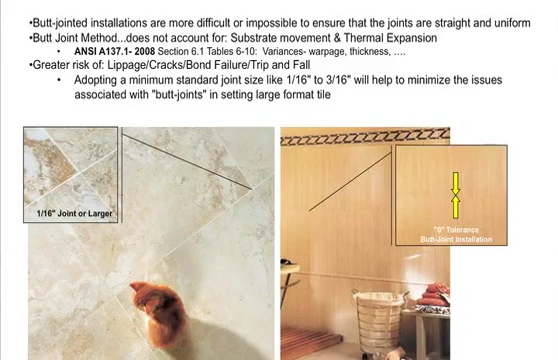 •Butt-jointed installations are more difficult or impossible to ensure that the joints are straight and uniform
•Butt Joint Method...does not account for: Substrate movement & Thermal Expansion
• ANSI A137.1- 2008 Section 6.1 Tables 6-10: Variances- warpage, thickness, ….
•Greater risk of: Lippage/Cracks/Bond Failure/Trip and Fall
• Adopting a minimum standard joint size like 1/16" to 3/16" will help to minimize the issues
associated with "butt-joints" in setting large format tile
1/16" Joint or Larger
"0" Tolerance
Butt-Joint Installation